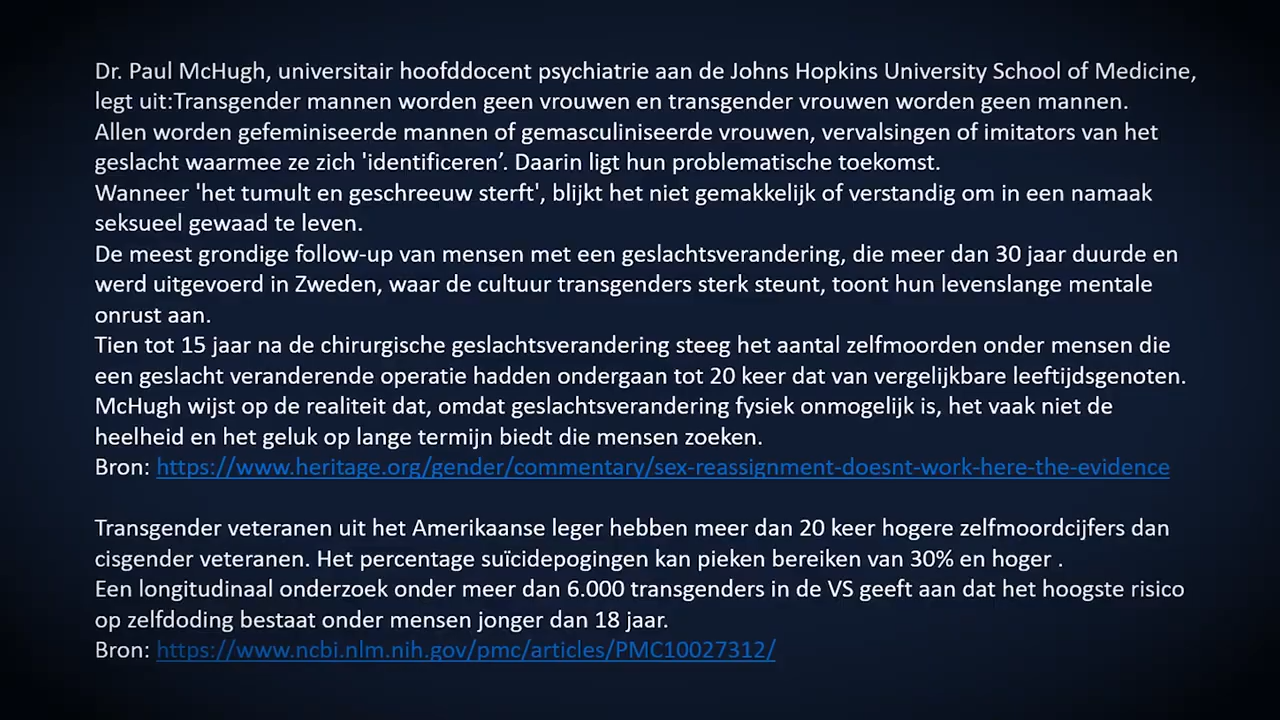 Dr. Paul McHugh, universitair hoofddocent psychiatrie aan de Johns Hopkins University School of Medicine,
legt uit:Transgender mannen worden geen vrouwen en transgender vrouwen worden geen mannen.
Allen worden gefeminiseerde mannen of gemasculiniseerde vrouwen, vervalsingen of imitators van het
geslacht waarmee ze zich 'identificeren’. Daarin ligt hun problematische toekomst.
Wanneer 'het tumult en geschreeuw sterft', blijkt het niet gemakkelijk of verstandig om in een namaak
seksueel gewaad te leven.
De meest grondige follow-up van mensen met een geslachtsverandering, die meer dan 30 jaar duurde en
werd uitgevoerd in Zweden, waar de cultuur transgenders sterk steunt, toont hun levenslange mentale
onrust aan.
Tien tot 15 jaar na de chirurgische geslachtsverandering steeg het aantal zelfmoorden onder mensen die
een geslacht veranderende operatie hadden ondergaan tot 20 keer dat van vergelijkbare leeftijdsgenoten.
McHugh wijst op de realiteit dat, omdat geslachtsverandering fysiek onmogelijk is, het vaak niet de
heelheid en het geluk op lange termijn biedt die mensen zoeken.
Bron: https://www.heritage.org/gender/commentary/sex-reassignment-doesnt-work-here-the-evidence
Transgender veteranen uit het Amerikaanse leger hebben meer dan 20 keer hogere zelfmoordcijfers dan
cisgender veteranen. Het percentage suïcidepogingen kan pieken bereiken van 30% en hoger .
Een longitudinaal onderzoek onder meer dan 6.000 transgenders in de VS geeft aan dat het hoogste risico
op zelfdoding bestaat onder mensen jonger dan 18 jaar.
Bron: https://www.ncbi.nlm.nih.gov/pmc/articles/PMC10027312/